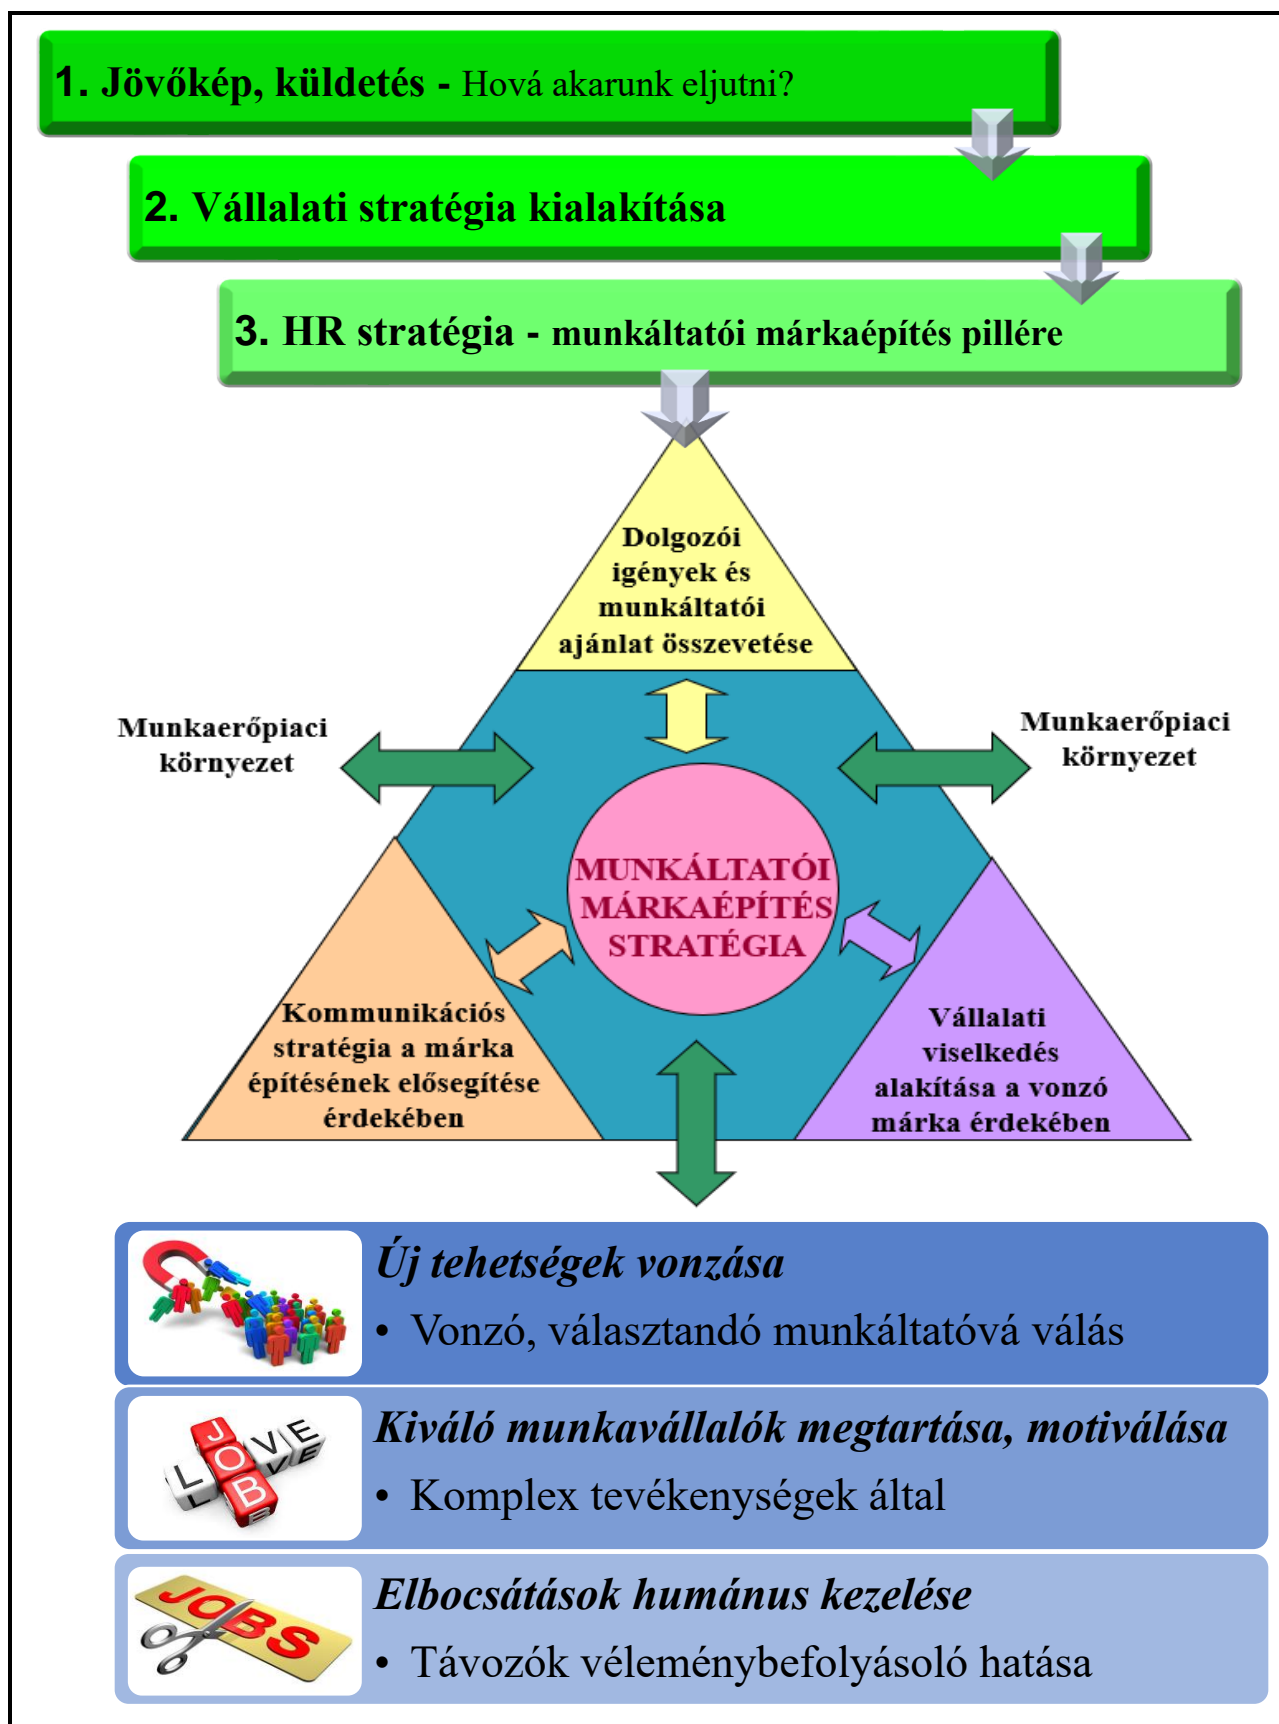 1. Jövőkép, küldetés - Hová akarunk eljutni?
2. Vállalati stratégia kialakítása
3. HR stratégia - munkáltatói márkaépítés pillére
Dolgozói
igények és
munkáltatói
ajánlat összevetése
Munkaerőpiaci
környezet
Munkaerőpiaci
környezet
MUNKÁLTATÓI
MÁRKAÉPÍTÉS
STRATÉGIA
Kommunikációs
stratégia a márka
építésének elősegítése
érdekében
Vállalati
viselkedés
alakítása a vonzó
márka érdekében
Új tehetségek vonzása
• Vonzó, választandó munkáltatóvá válás
LOVE
JOB
Kiváló munkavállalók megtartása, motiválása
• Komplex tevékenységek által
JOBS
Elbocsátások humánus kezelése
• Távozók véleménybefolyásoló hatása